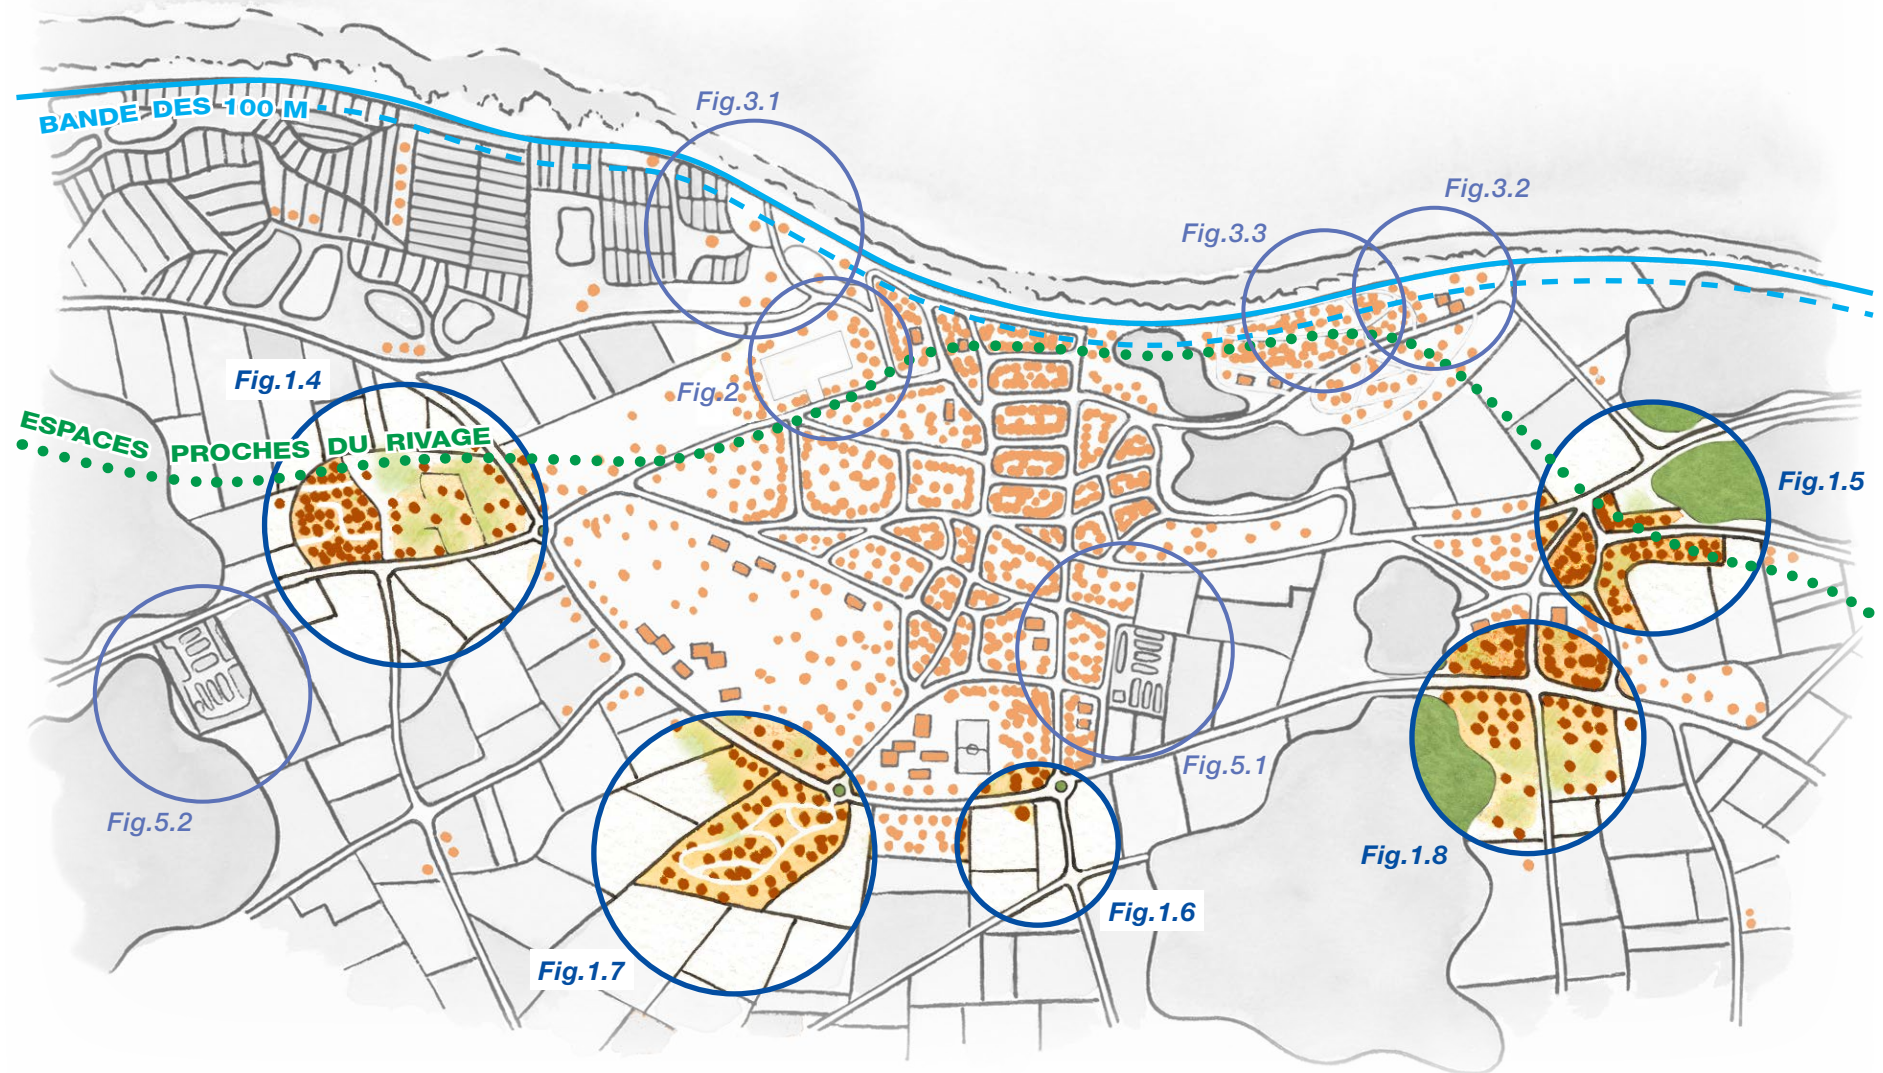 Fig.3.1
BANDE DES 100 M
Fig.3.2
Fig.3.3
Fig.1.4
Fig.2
ESPACES PROCHES DU RIVAGE
Fig.1.5
Fig.5.1
Fig.5.2
Fig.1.8
Fig.1.6
Fig.1.7